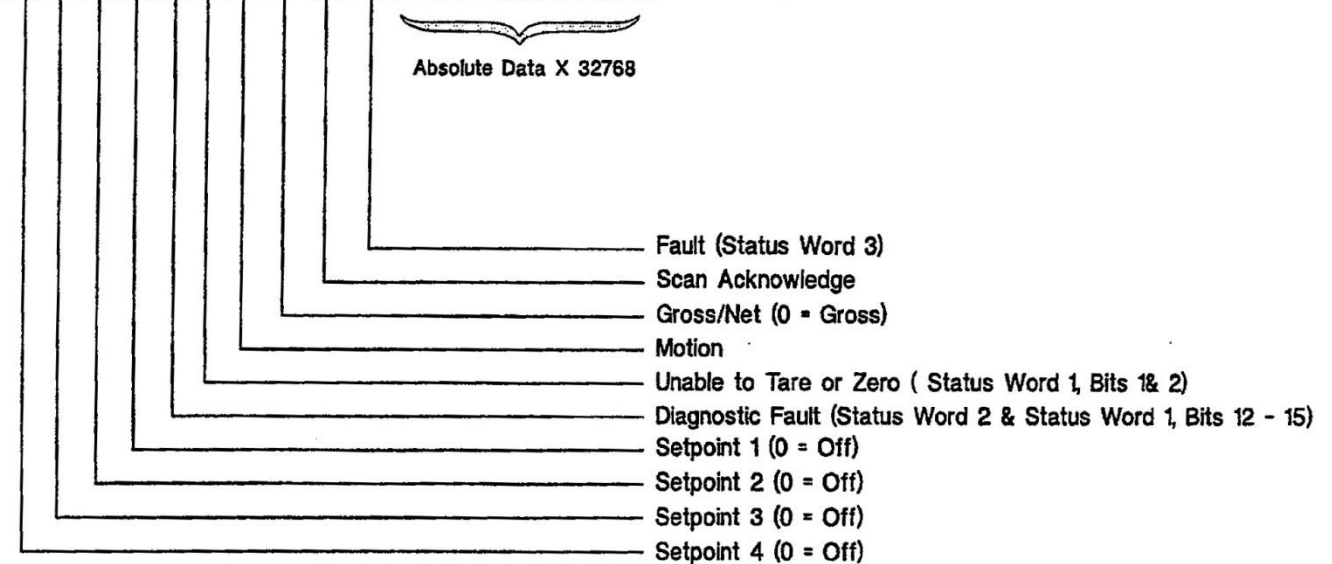 Absolute Data X 32768
Fault (Status Word 3)
Scan Acknowledge
Gross/Net (0 = Gross)
Motion
Unable to Tare or Zero ( Status Word 1, Bits 1& 2)
Diagnostic Fault (Status Word 2 & Status Word 1, Bits 12 - 15)
Setpoint 1 (0 = Off)
Setpoint 2 (0 = Off)
Setpoint 3 (0 = Off)
Setpoint 4 (0 = Off)